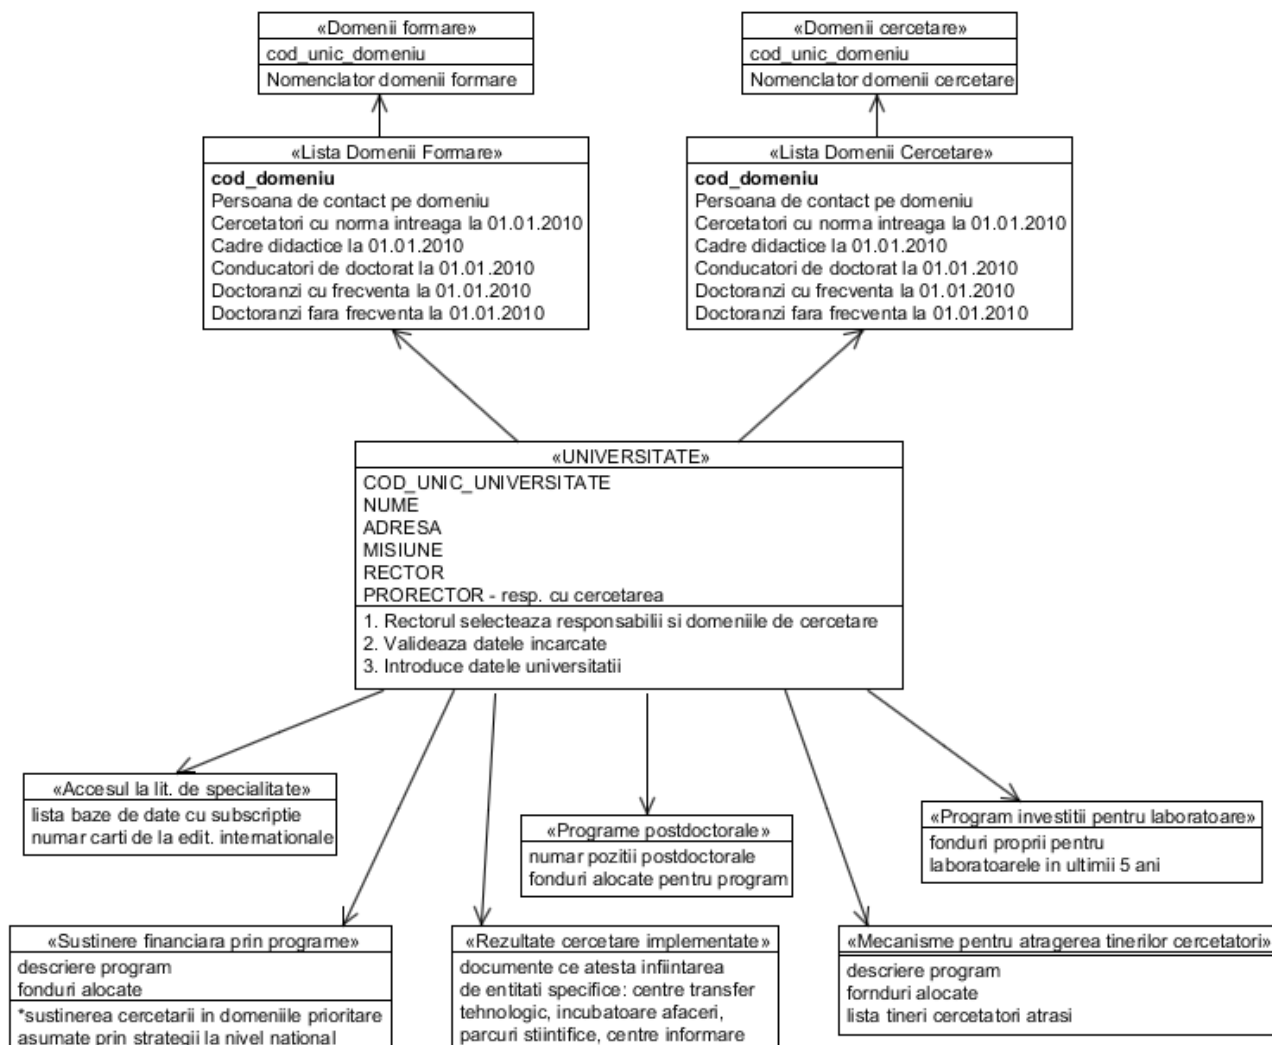 «Domenii formare»
cod_unic_domeniu
Nomenclator domenii formare
«Domenii cercetare»
cod_unic_domeniu
Nomenclator domenii cercetare
«Lista Domenii Formare»
cod_domeniu
Persoana de contact pe domeniu
Cercetatori cu norma intreaga la 01.01.2010
Cadre didactice la 01.01.2010
Conducatori de doctorat la 01.01.2010
Doctoranzi cu frecventa la 01.01.2010
Doctoranzi fara frecventa la 01.01.2010
«Lista Domenii Cercetare»
cod_domeniu
Persoana de contact pe domeniu
Cercetatori cu norma intreaga la 01.01.2010
Cadre didactice la 01.01.2010
Conducatori de doctorat la 01.01.2010
Doctoranzi cu frecventa la 01.01.2010
Doctoranzi fara frecventa la 01.01.2010
«UNIVERSITATE»
COD_UNIC_UNIVERSITATE
NUME
ADRESA
MISIUNE
RECTOR
PRORECTOR - resp. cu cercetarea
1. Rectorul selecteaza responsabilii si domeniile de cercetare
2. Valideaza datele incarcate
3. Introduce datele universitatii
«Accesul la lit. de specialitate»
lista baze de date cu subscriptie
numar carti de la edit. internationale
«Programe postdoctorale»
numar pozitii postdoctorale
fonduri alocate pentru program
«Program investitii pentru laboratoare»
fonduri proprii pentru
laboratoarele in ultimii 5 ani
«Sustinere financiara prin programe»
descriere program
fonduri alocate
*sustinerea cercetarii in domeniile prioritare
asumate prin strategii la nivel national
«Rezultate cercetare implementate»
documente ce atesta infiintarea
de entitati specifice: centre transfer
tehnologic, incubatoare afaceri,
parcuri stiintifice, centre informare
«Mecanisme pentru atragerea tinerilor cercetatori»
descriere program
fornduri alocate
lista tineri cercetatori atrasi